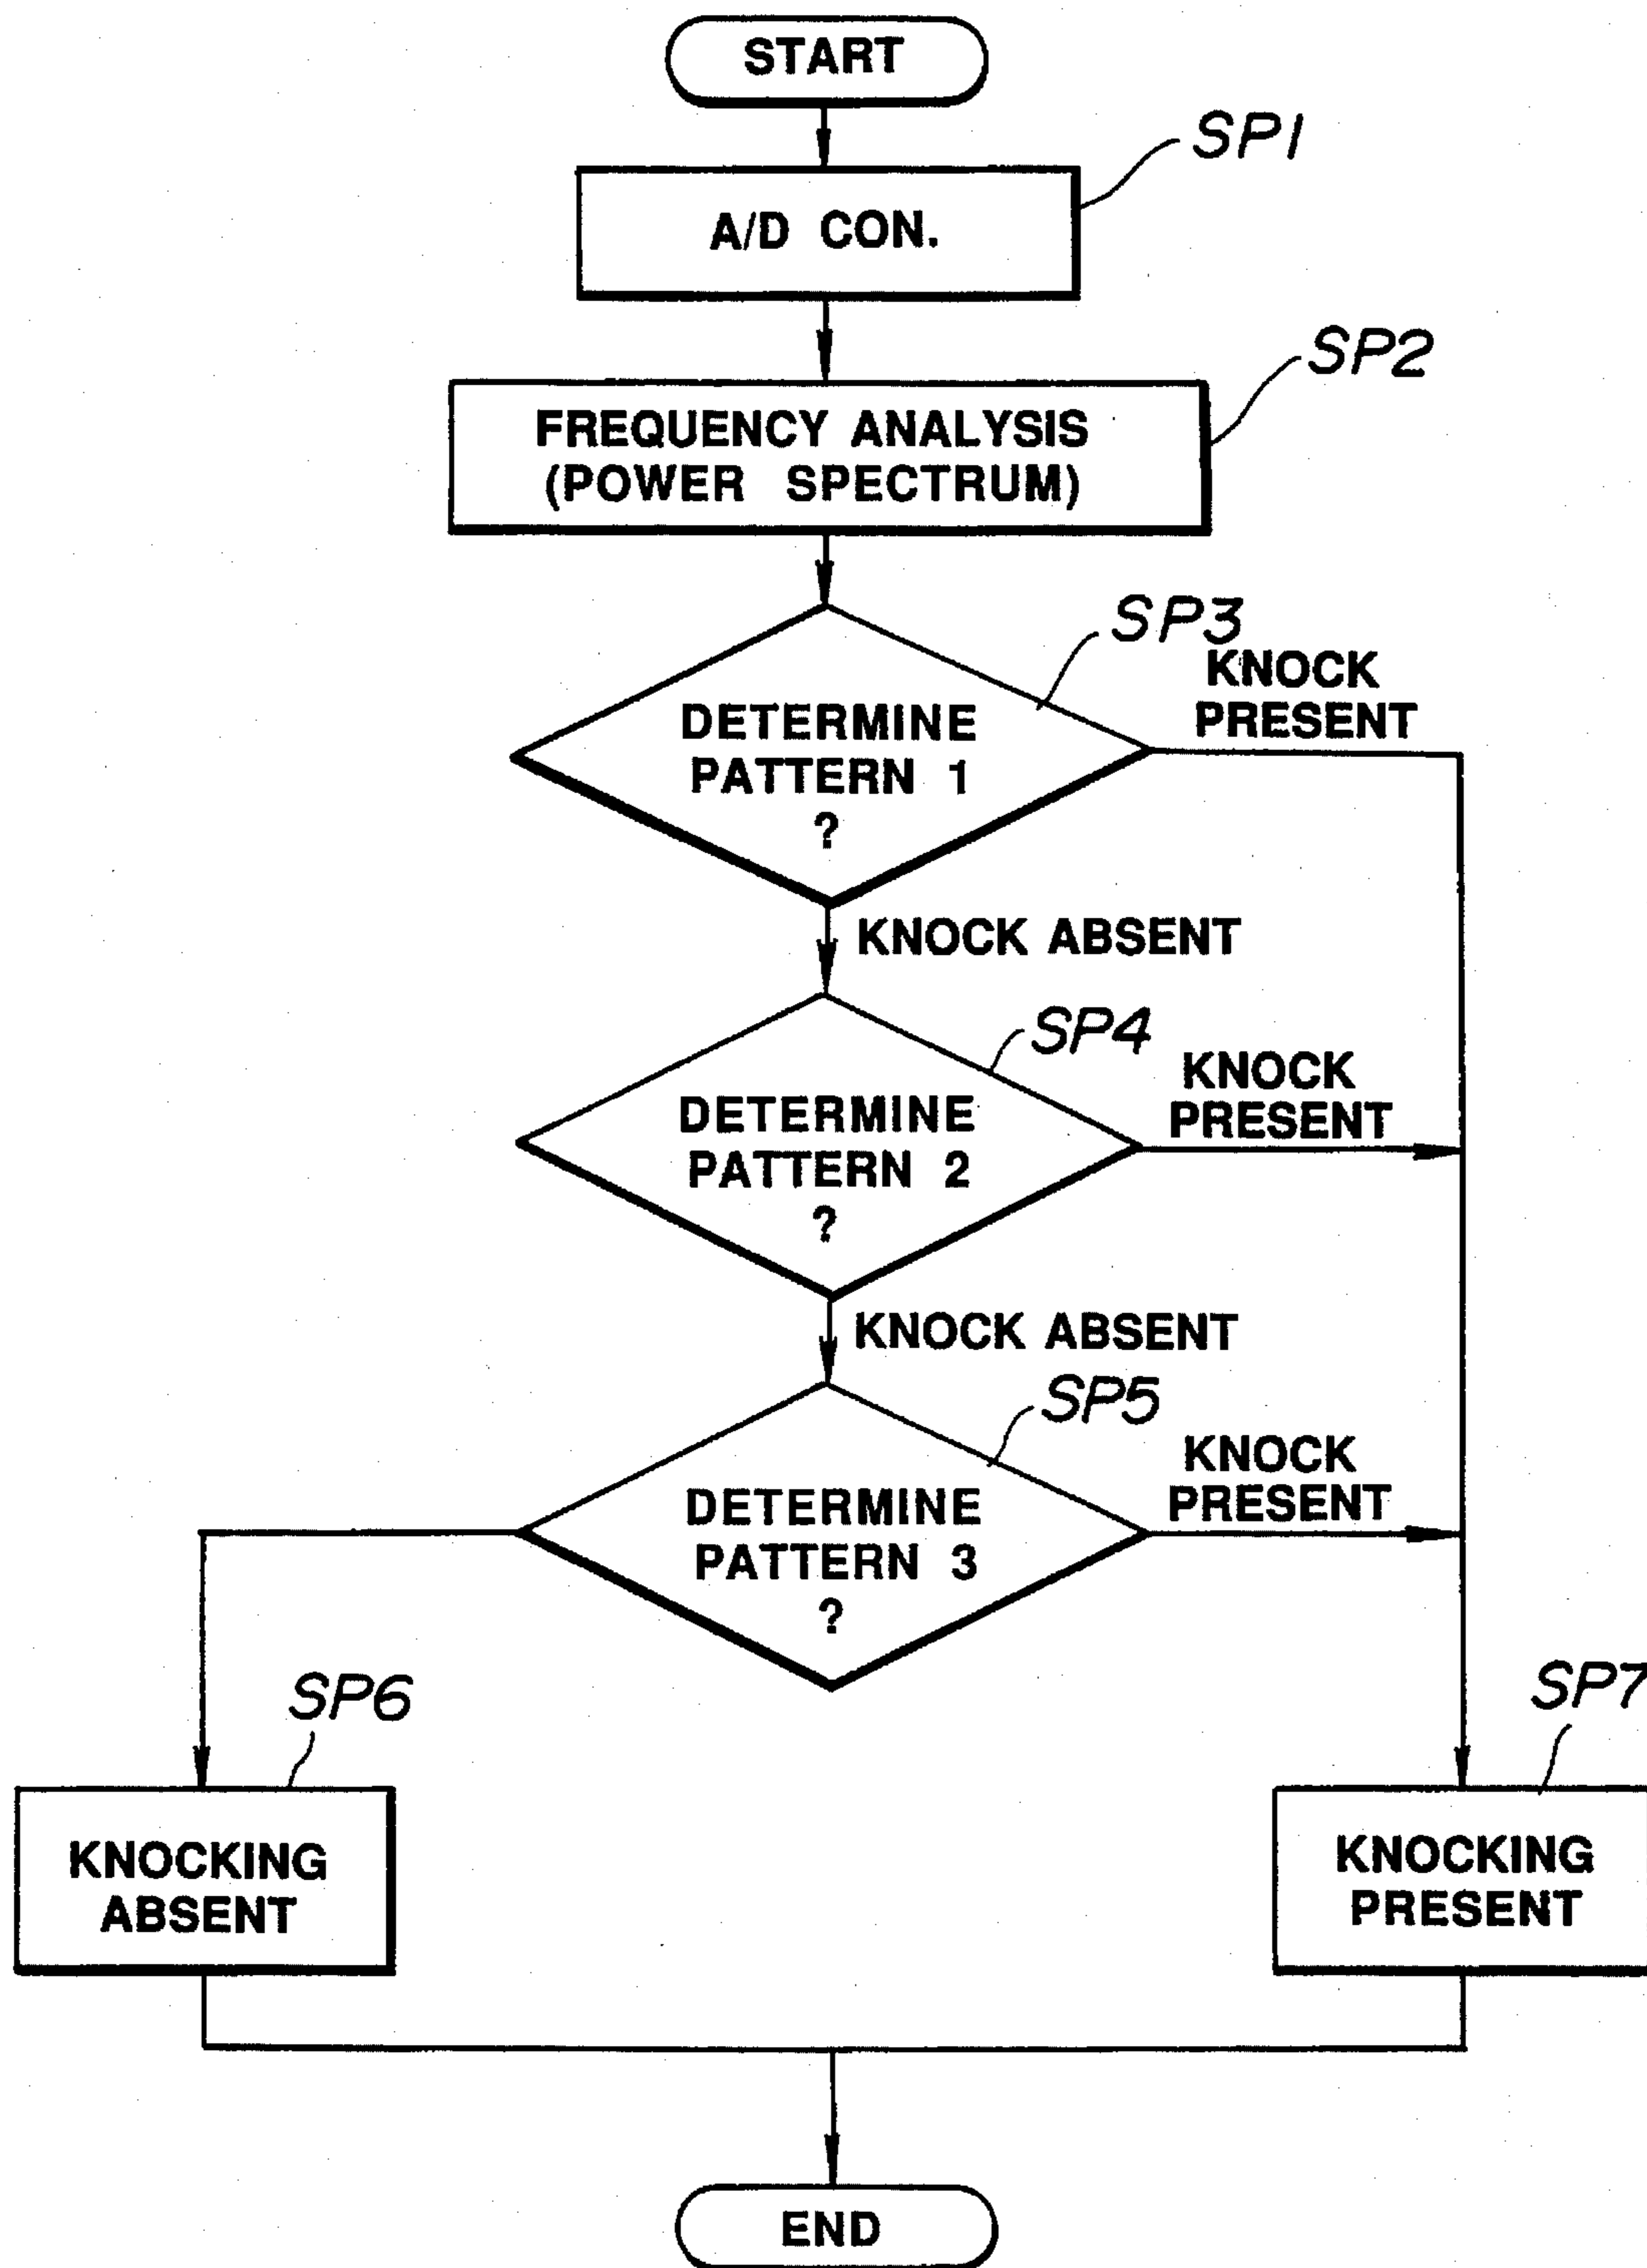 START
SP1
A/D CON.
SP2
FREQUENCY ANALYSIS
(POWER SPECTRUM)
SP3
KNOCK
PRESENT
DETERMINE
PATTERN 1
?
KNOCK ABSENT
SP4
KNOCK
PRESENT
DETERMINE
PATTERN 2
?
KNOCK ABSENT
SP5
KNOCK
PRESENT
DETERMINE
PATTERN 3
?
SP6
SP7
KNOCKING
ABSENT
KNOCKING
PRESENT
END